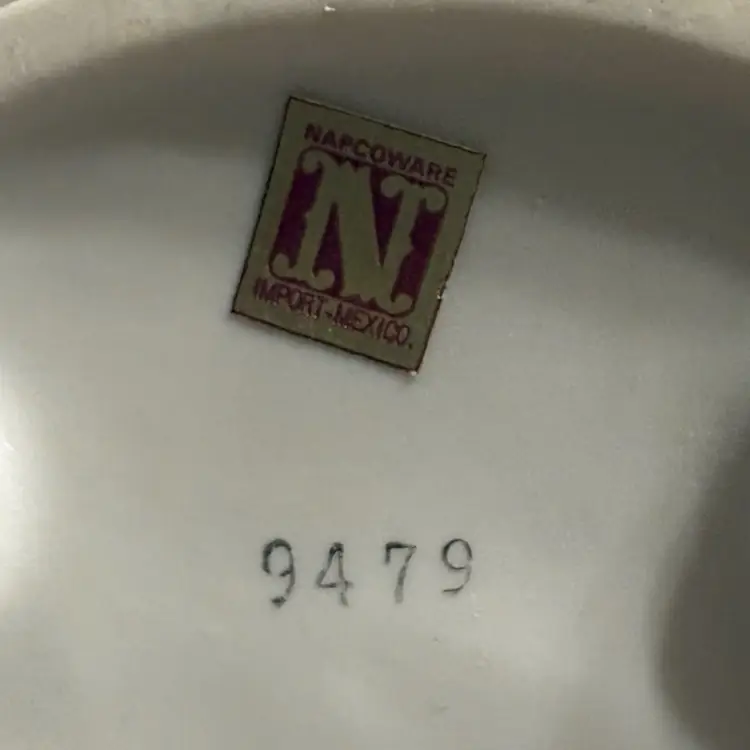 NAPCOWARE
N
IMPORT-MEXICO.
9479